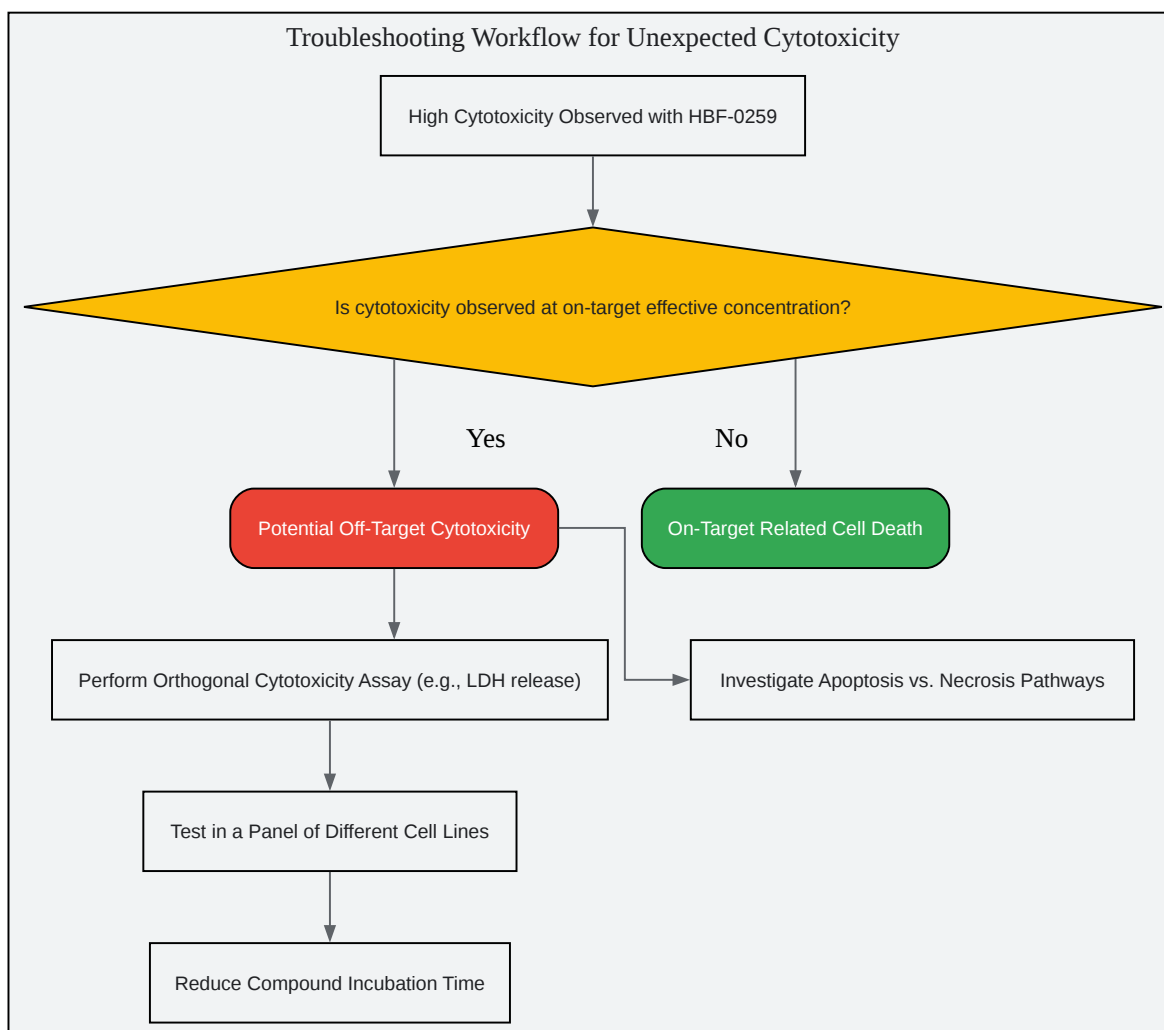 Troubleshooting Workflow for Unexpected Cytotoxicity
High Cytotoxicity Observed with HBF-0259
Is cytotoxicity observed at on-target effective concentration?
Yes
No
Potential Off-Target Cytotoxicity
On-Target Related Cell Death
Perform Orthogonal Cytotoxicity Assay (e.g., LDH release)
Investigate Apoptosis vs. Necrosis Pathways
Test in a Panel of Different Cell Lines
Reduce Compound Incubation Time